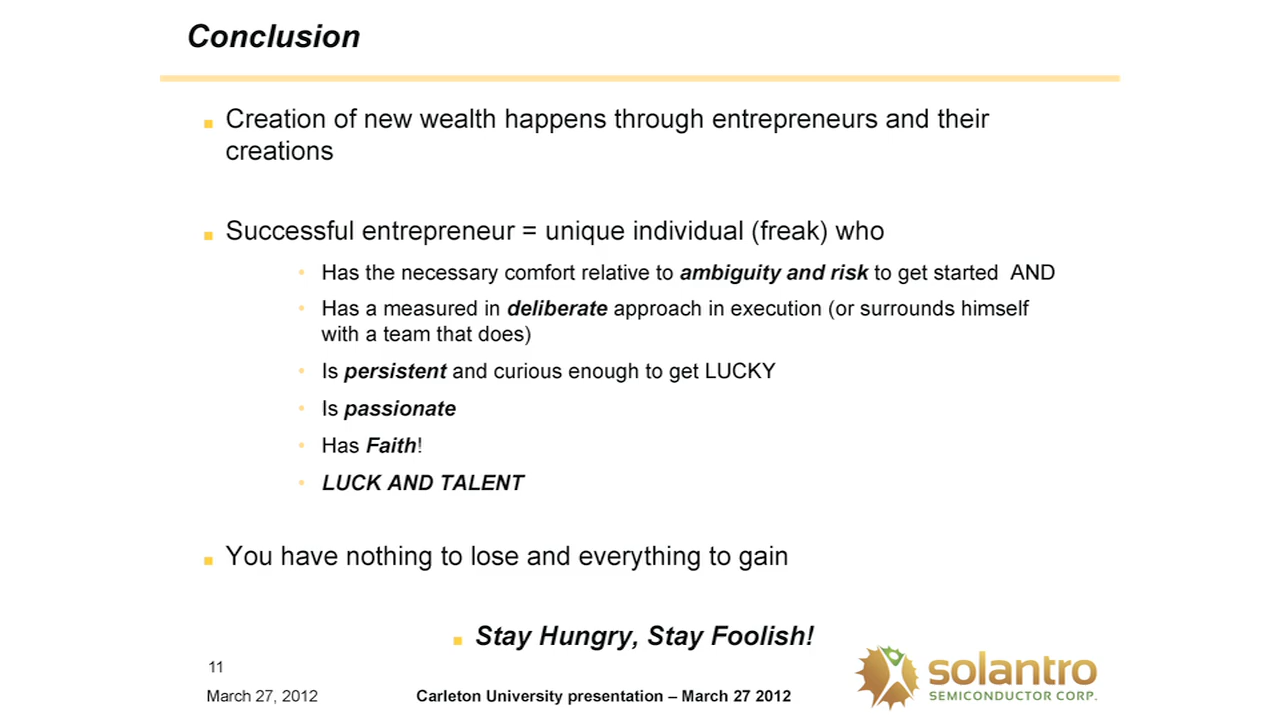 Conclusion
Creation of new wealth happens through entrepreneurs and their
creations
Successful entrepreneur = unique individual (freak) who
Has the necessary comfort relative to ambiguity and risk to get started AND
Has a measured in deliberate approach in execution (or surrounds himself
with a team that does)
Is persistent and curious enough to get LUCKY
Is passionate
Has Faith!
LUCK AND TALENT
You have nothing to lose and everything to gain
Stay Hungry, Stay Foolish!
11
March 27, 2012
Carleton University presentation – March 27 2012
solantro
SEMICONDUCTOR CORP.